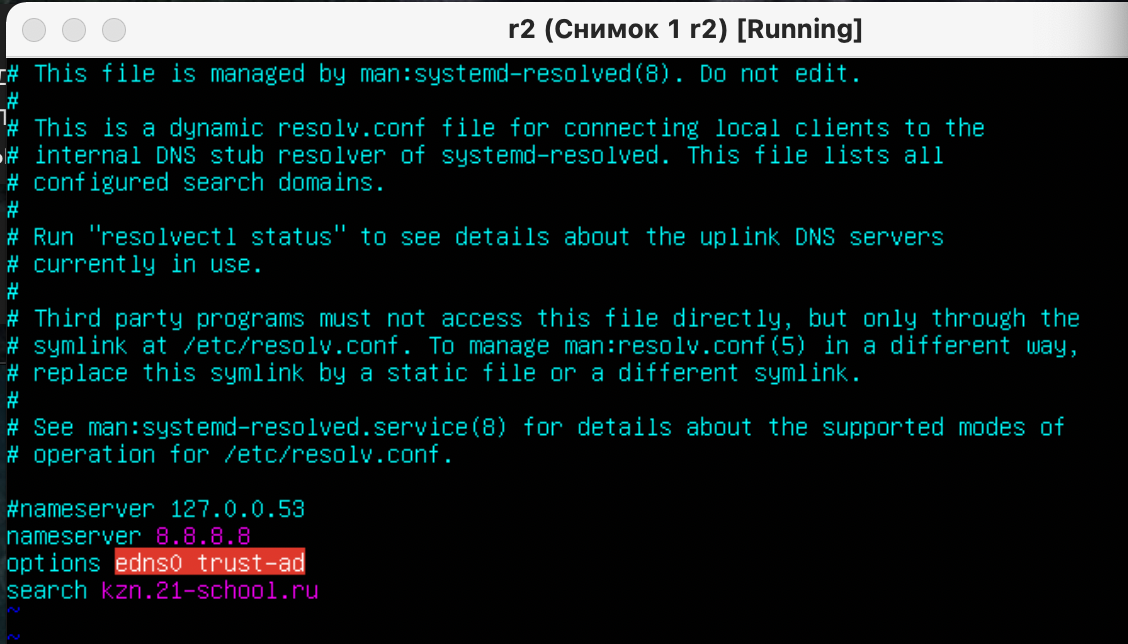 r2 (Снимок 1 r2) [Running]
# This file is managed by man:systemd-resolved(8). Do not edit.
#
# This is a dynamic resolv.conf file for connecting local clients to the
# internal DNS stub resolver of systemd-resolved. This file lists all
# configured search domains.
#
# Run "resolvectl status" to see details about the uplink DNS servers
# currently in use.
#
# Third party programs must not access this file directly, but only through the
# symlink at /etc/resolv.conf. To manage man:resolv.conf(5) in a different way,
# replace this symlink by a static file or a different symlink.
#
# See man:systemd-resolved.service(8) for details about the supported modes of
# operation for /etc/resolv.conf.
#nameserver 127.0.0.53
nameserver 8.8.8.8
options edns0 trust-ad
search kzn.21-school.ru
~
~